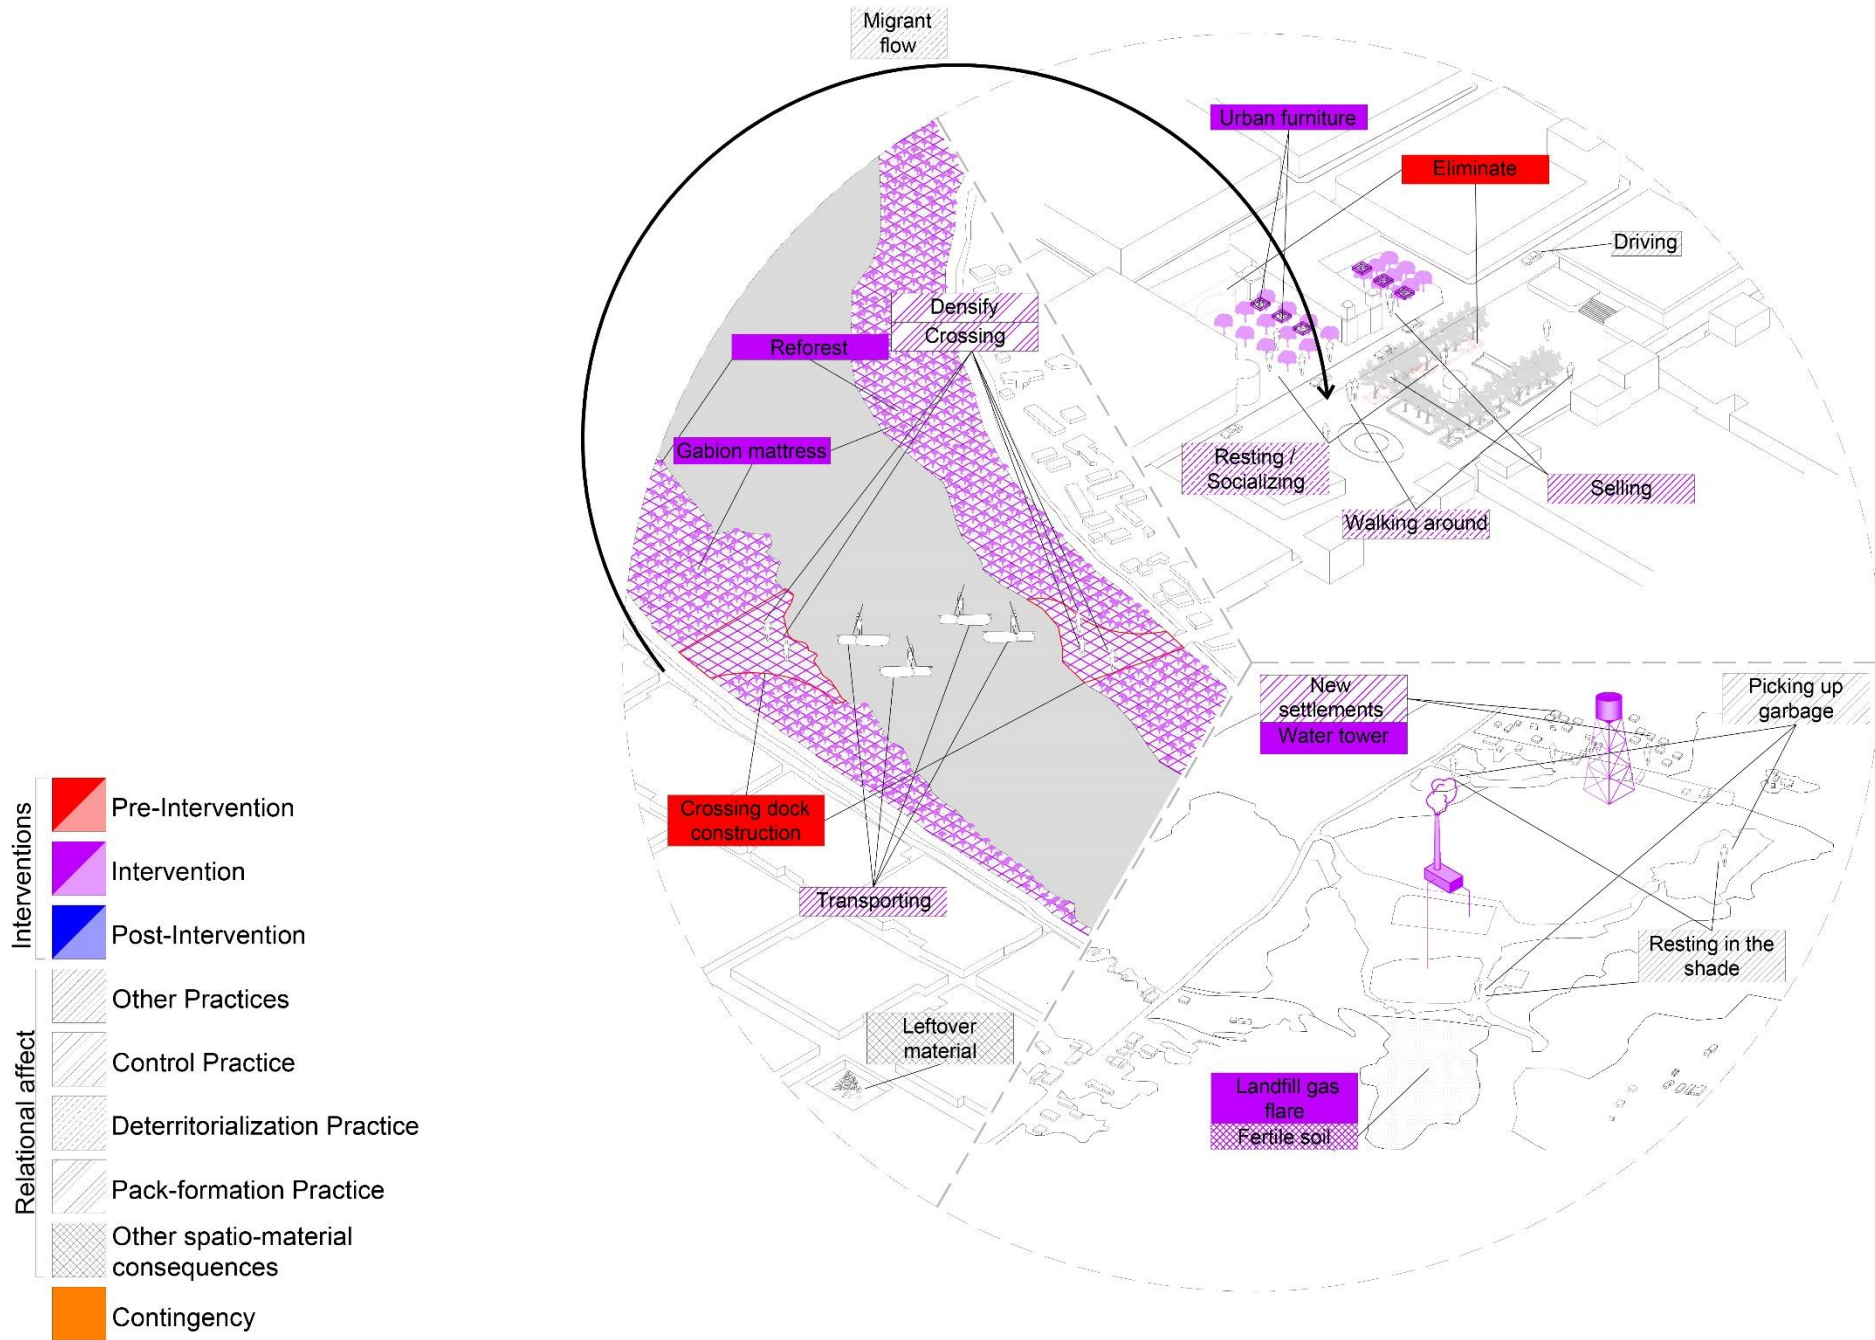 Migrant
flow
Urban furniture
Eliminate
Driving
Densify
Crossing
Reforest
Gabion mattress
Resting /
Socializing
Selling
Walking around
New
settlements
Water tower
Picking up
garbage
Crossing dock
construction
Transporting
Resting in the
shade
Leftover
material
Landfill gas
flare
Fertile soil
Interventions
Pre-Intervention
Intervention
Post-Intervention
Relational affect
Other Practices
Control Practice
Deterritorialization Practice
Pack-formation Practice
Other spatio-material
consequences
Contingency